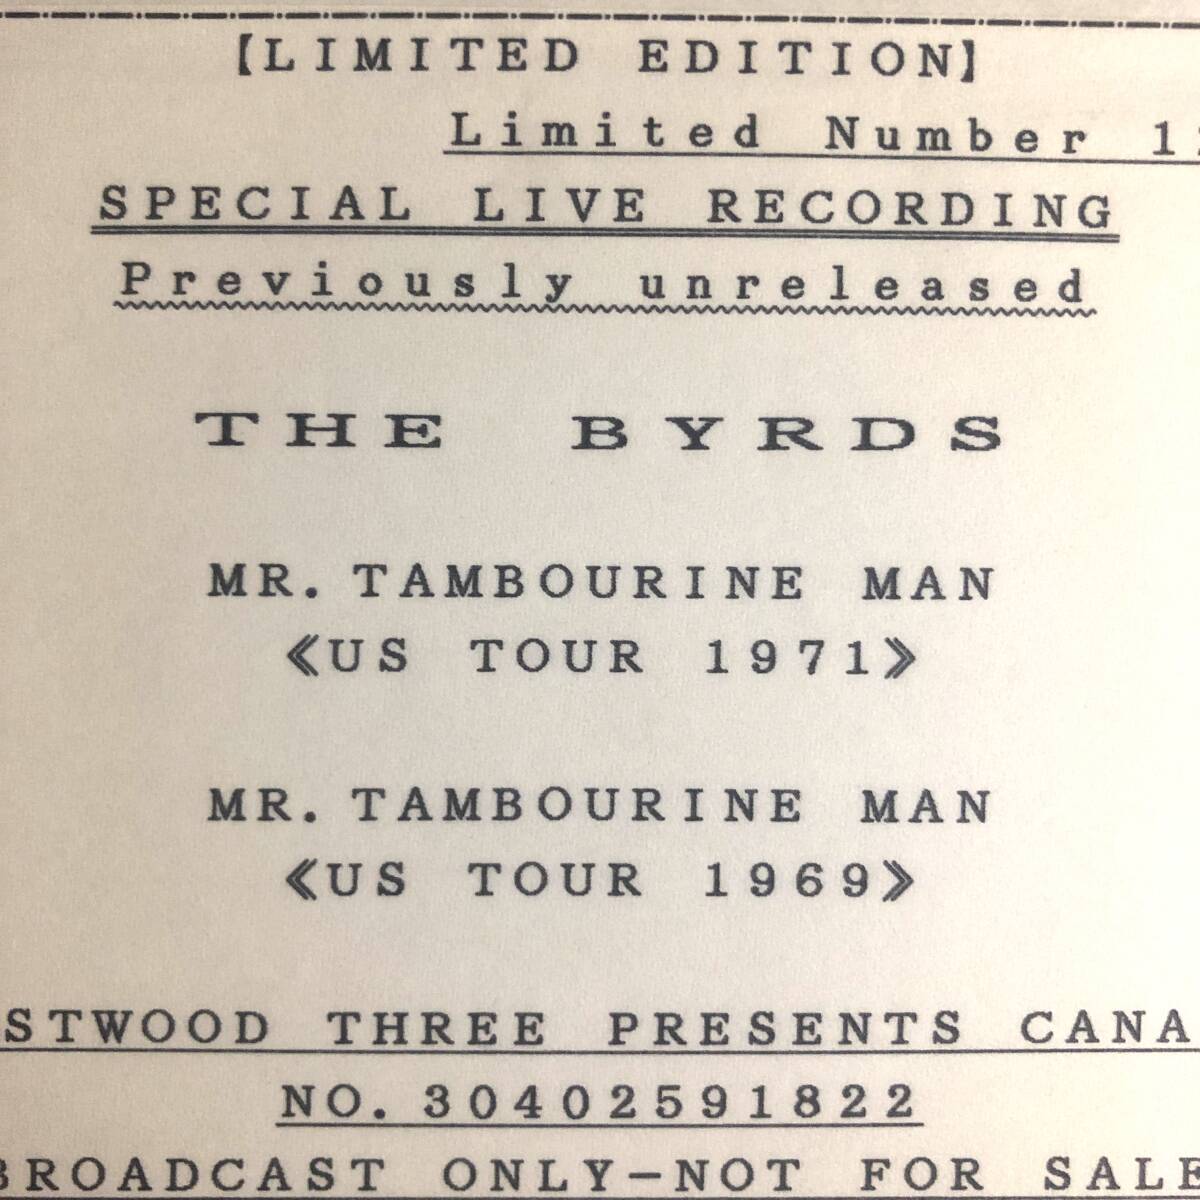 【LIMITED EDITION】
Limited Number
SPECIAL LIVE RECORDING
Previously unreleased
THE BYRDS
MR. TAMBOURINE MAN
《US TOUR 1971》
MR. TAMBOURINE MAN
《US TOUR 1969》
STWOOD THREE PRESENTS CANA
NO. 30402591822
BROADCAST ONLY−NOT FOR SALE